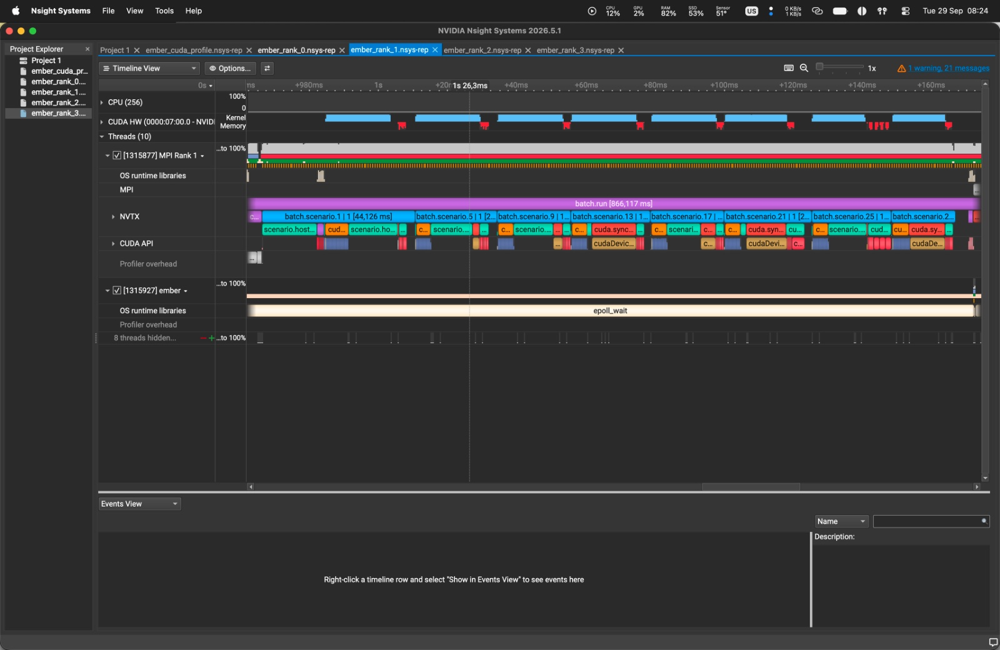 Nsight Systems File View Tools Help CPU 12% GPU 2% RAM 82% SSD 53% Sensor 51° US 0 KB/s 1 KB/s Tue 29 Sep 08:24
NVIDIA Nsight Systems 2026.5.1
Project Explorer ×
Project 1
ember_cuda_pr...
ember_rank_0....
ember_rank_1....
ember_rank_2....
ember_rank_3....
Project 1 ember_cuda_profile.nsys-rep ember_rank_0.nsys-rep ember_rank_1.nsys-rep ember_rank_2.nsys-rep ember_rank_3.nsys-rep
Timeline View Options... 1x 1 warning, 21 messages
0s ms +980ms 1s +20 1s 26,3ms +40ms +60ms +80ms +100ms +120ms +140ms +160ms
CPU (256) 100%
0
CUDA HW (0000:07:00.0 - NVIDI Kernel
Memory
Threads (10)
[1315877] MPI Rank 1 ...to 100%
OS runtime libraries
MPI ...
batch.run [866,117 ms]
NVTX c... batch.scenario.1 | 1 [44,126 ms] batch.scenario.5 | 1 [2... batch.scenario.9 | 1... batch.scenario.13 | 1... batch.scenario.17 | ... batch.scenario.21 | 1 [2... batch.scenario.25 | 1... batch.scenario.2... ...
scenario.host... cud... scenario.ho... ... c... scenario.... ... c... scenario.... ... ... c... cuda.sync... ... c... scenari... c... ... c... cuda.syn... cu... c... scenario.... cud... cu... cuda.sy... ...
CUDA API ... cudaDevic... c... cudaDevi... c... cudaDe...
Profiler overhead ...
[1315927] ember ...to 100%
OS runtime libraries epoll_wait
Profiler overhead
8 threads hidden... − + ...to 100%
Events View
Name
Description:
Right-click a timeline row and select "Show in Events View" to see events here